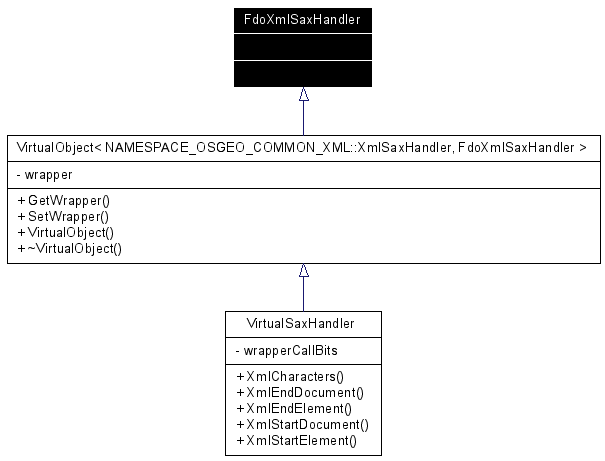 FdoXmlSaxHandler
VirtualObject< NAMESPACE_OSGEO_COMMON_XML::XmlSaxHandler, FdoXmlSaxHandler >
- wrapper
+ GetWrapper()
+ SetWrapper()
+ VirtualObject()
+ ~VirtualObject()
VirtualSaxHandler
- wrapperCallBits
+ XmlCharacters()
+ XmlEndDocument()
+ XmlEndElement()
+ XmlStartDocument()
+ XmlStartElement()